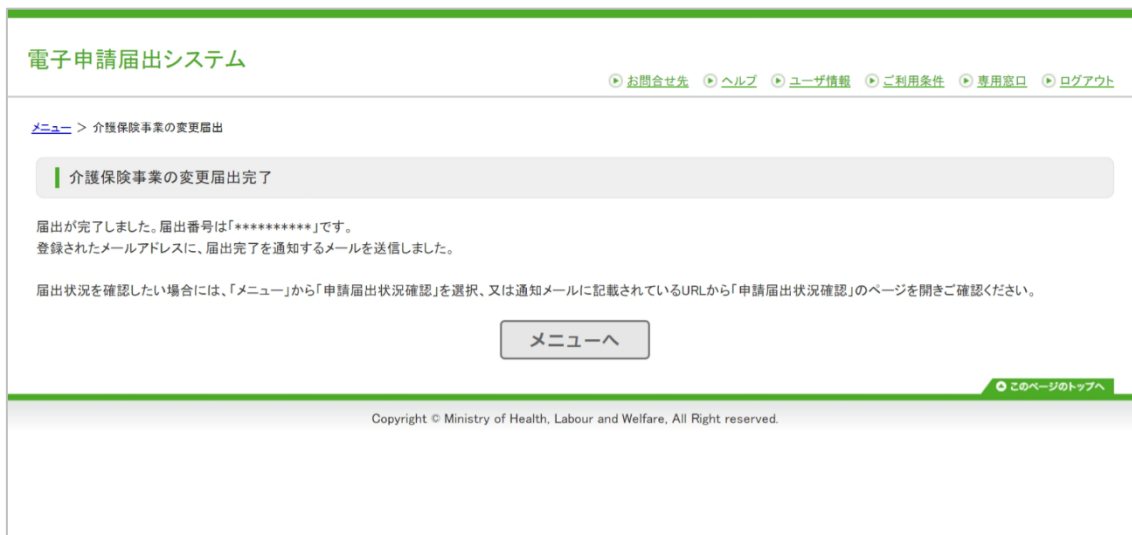 電子申請届出システム
お問合せ先 ヘルプ ユーザ情報 ご利用条件 専用窓口 ログアウト
メニュー > 介護保険事業の変更届出
介護保険事業の変更届出完了
届出が完了しました。届出番号は「**********」です。
登録されたメールアドレスに、届出完了を通知するメールを送信しました。
届出状況を確認したい場合には、「メニュー」から「申請届出状況確認」を選択、又は通知メールに記載されているURLから「申請届出状況確認」のページを開きご確認ください。
メニューへ
このページのトップへ
Copyright © Ministry of Health, Labour and Welfare, All Right reserved.